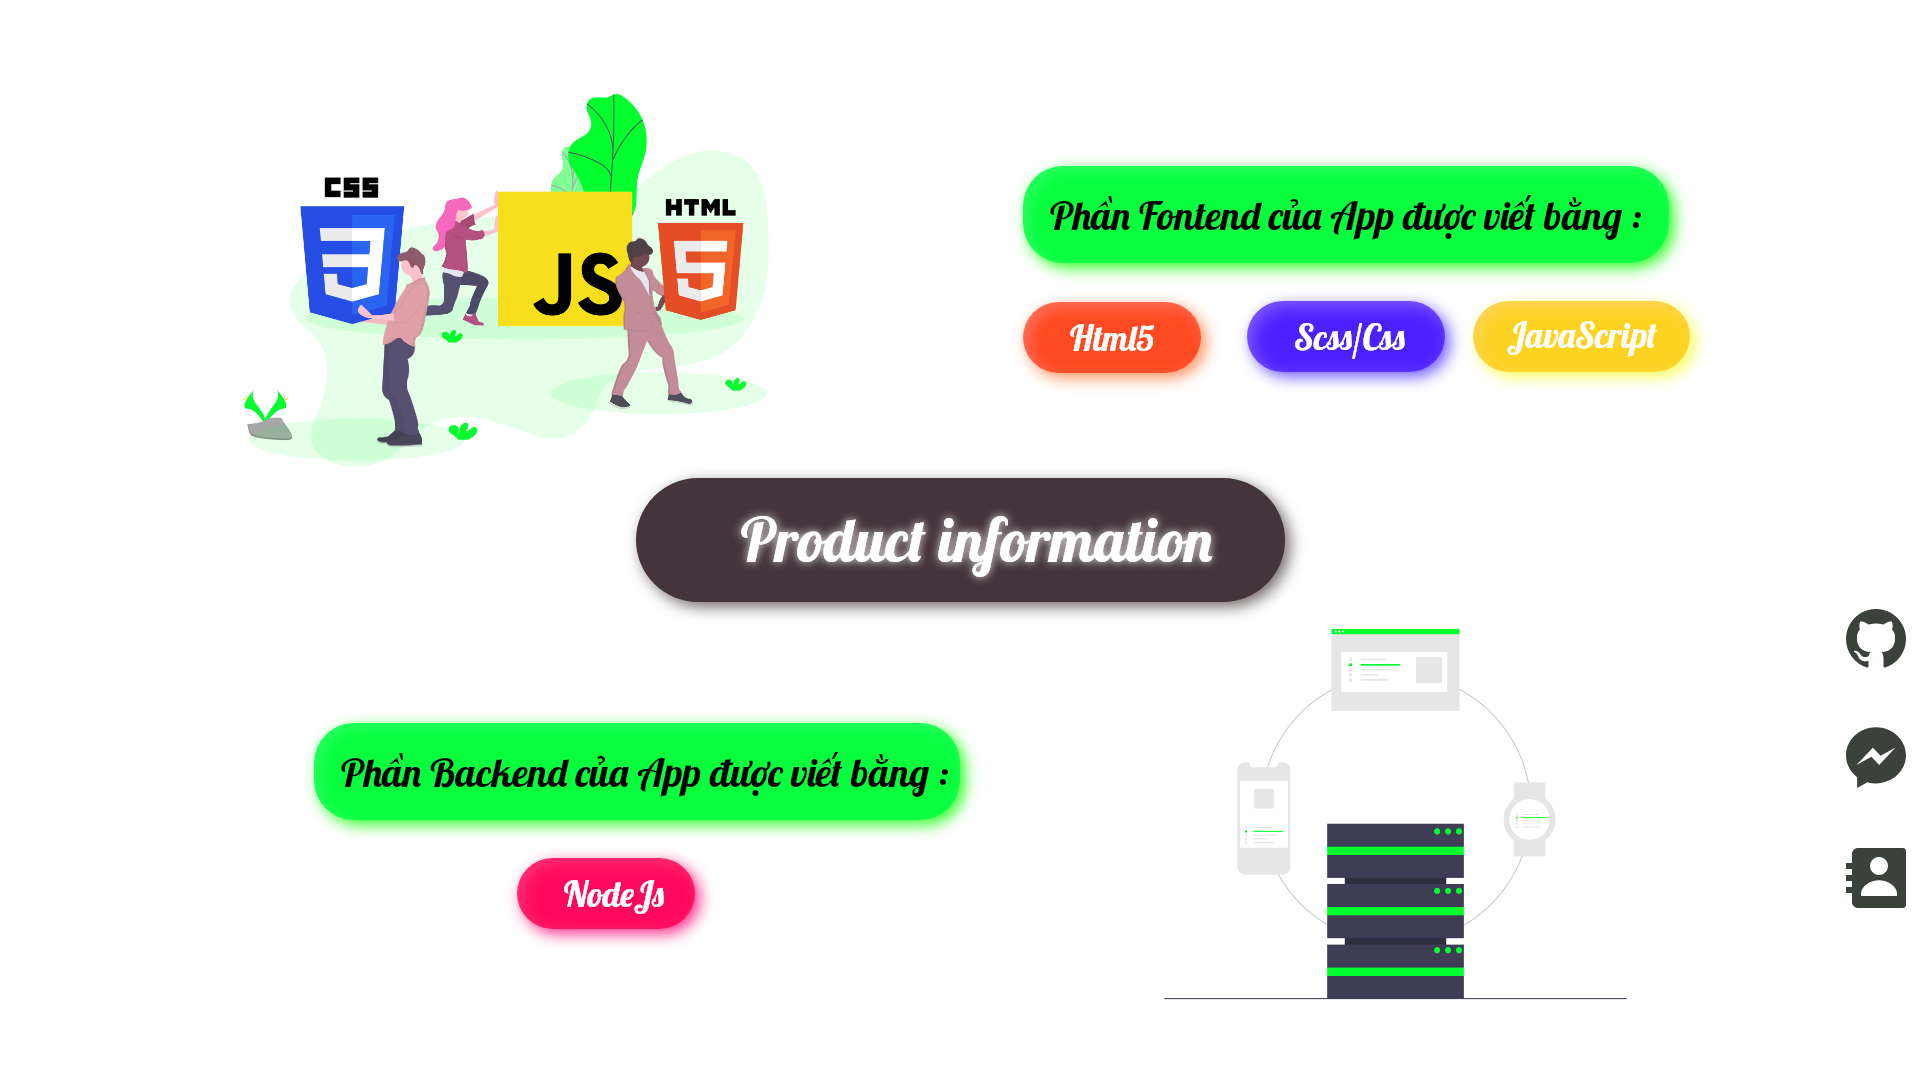 CSS
HTML
JS
Phần Fontend của App được viết bằng :
Html5
Scss/Css
JavaScript
Product information
Phần Backend của App được viết bằng :
NodeJs